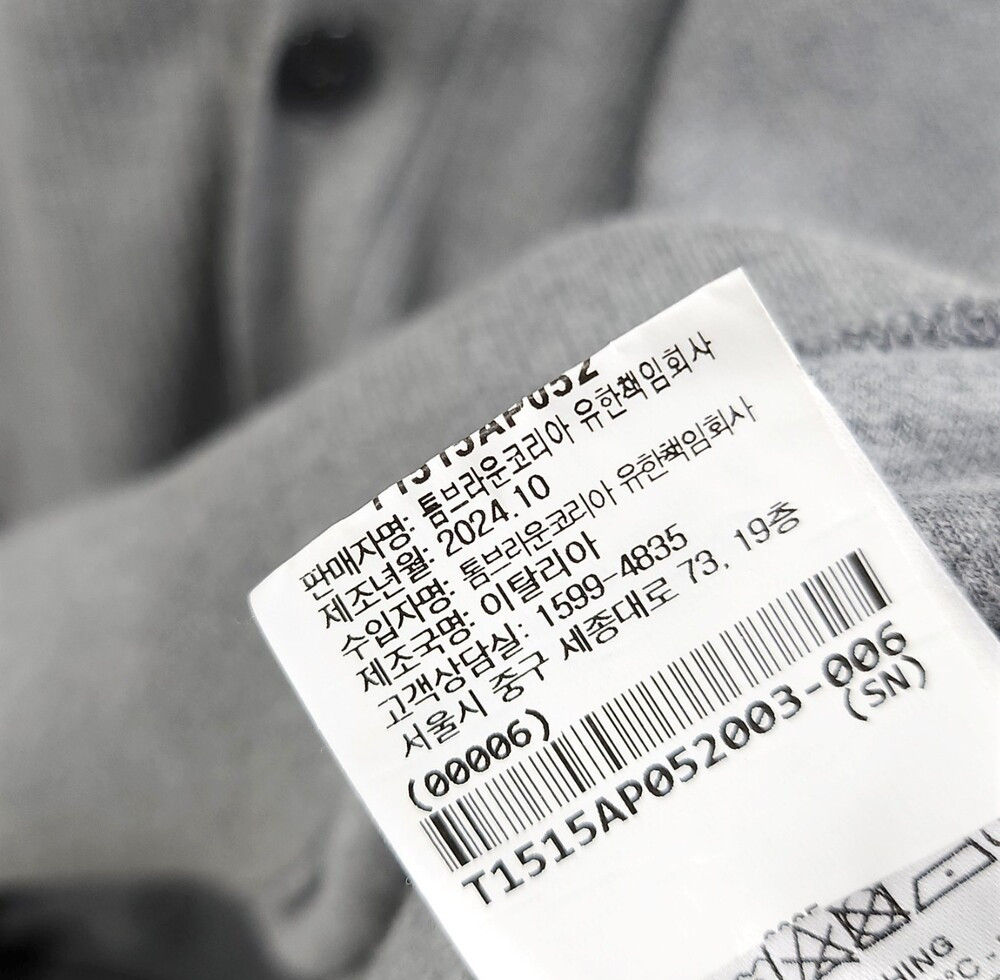 T1515AP052
판매자명: 톰브라운코리아 유한책임회사
제조년월: 2024.10
수입자명: 톰브라운코리아 유한책임회사
제조국명: 이탈리아
고객상담실: 1599-4835
서울시 중구 세종대로 73, 19층
(00006)
T1515AP052003-006
(SN)